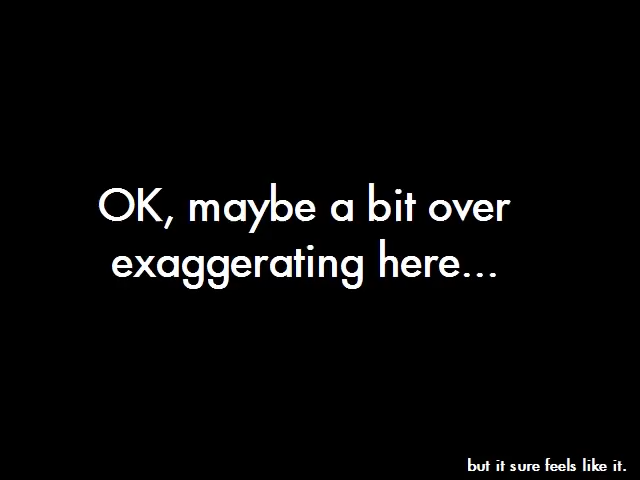 OK, maybe a bit over
exaggerating here...
but it sure feels like it.